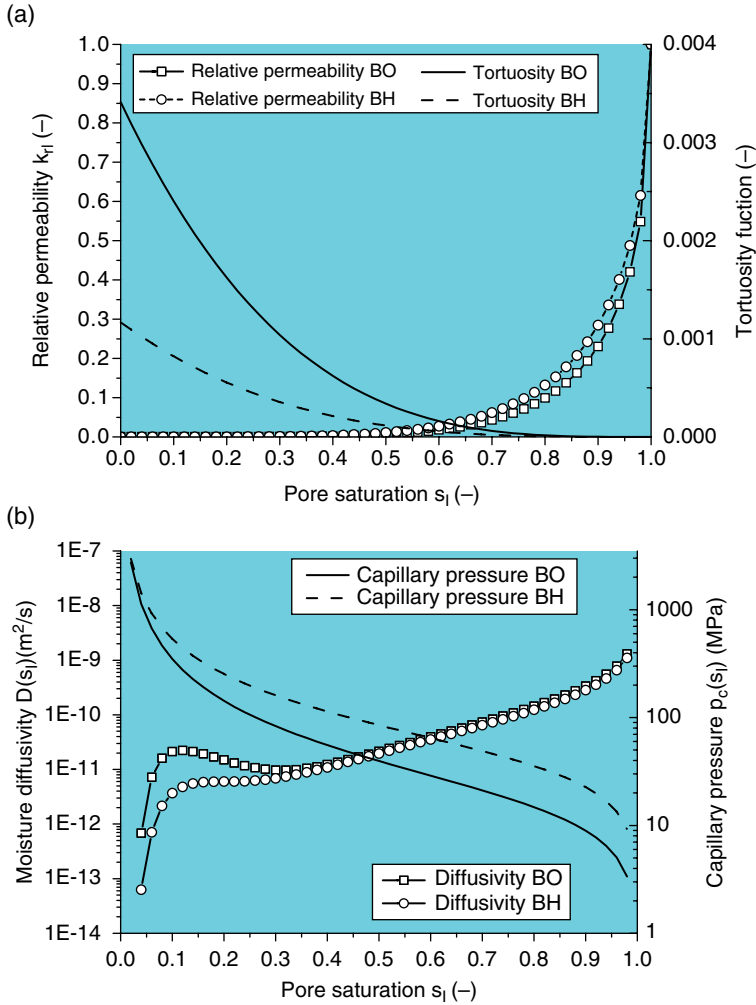 (a)
Relative permeability BO
Relative permeability BH
Tortuosity BO
Tortuosity BH
Relative permeability k_rl (–)
1.0
0.9
0.8
0.7
0.6
0.5
0.4
0.3
0.2
0.1
0.0
0.004
0.003
0.002
0.001
0.000
Tortuosity fuction (–)
0.0 0.1 0.2 0.3 0.4 0.5 0.6 0.7 0.8 0.9 1.0
Pore saturation s_l (–)
(b)
Capillary pressure BO
Capillary pressure BH
Moisture diffusivity D(s_l)(m²/s)
1E-7
1E-8
1E-9
1E-10
1E-11
1E-12
1E-13
1E-14
1000
100
10
1
Capillary pressure p_c(s_l) (MPa)
Diffusivity BO
Diffusivity BH
0.0 0.1 0.2 0.3 0.4 0.5 0.6 0.7 0.8 0.9 1.0
Pore saturation s_l (–)